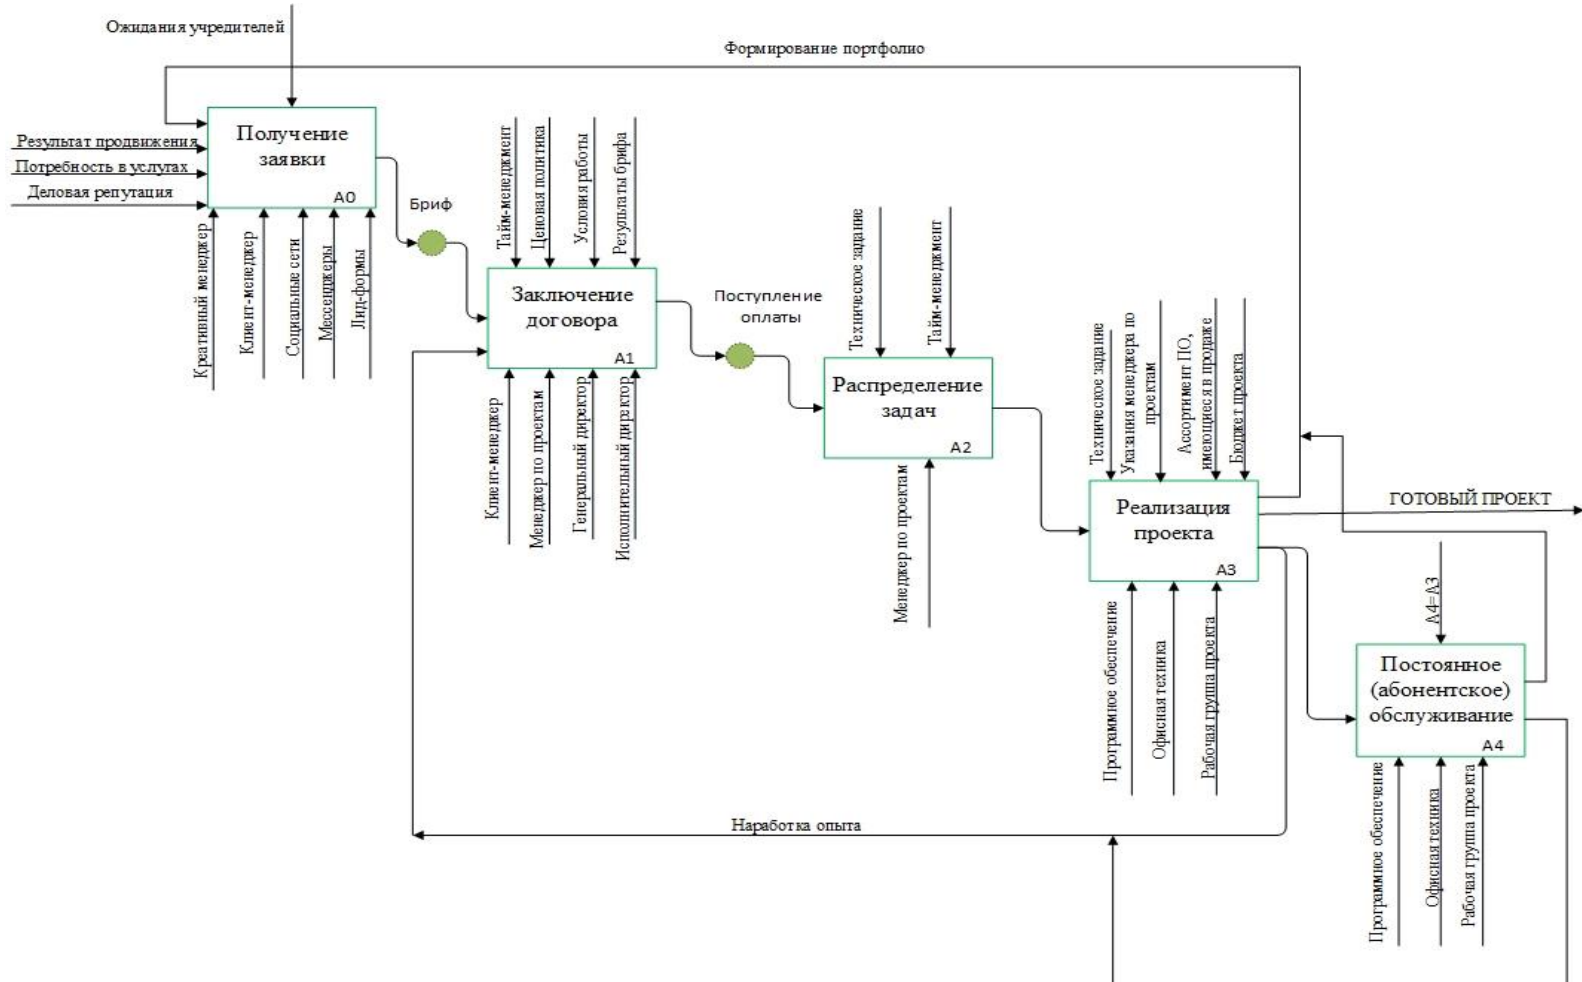 Ожидания учредителей
Формирование портфолио
Результат продвижения
Потребность в услугах
Деловая репутация
Получение
заявки
A0
Креативный менеджер
Клиент-менеджер
Социальные сети
Мессенджеры
Лид-формы
Бриф
Тайм-менеджмент
Ценовая политика
Условия работы
Результаты брифа
Заключение
договора
A1
Клиент-менеджер
Менеджер по проектам
Генеральный директор
Исполнительный директор
Поступление
оплаты
Техническое задание
Тайм-менеджмент
Распределение
задач
A2
Менеджер по проектам
Техническое задание
Указания менеджера по
проектам
Ассортимент ПО,
имеющиеся в продаже
Бюджет проекта
Реализация
проекта
A3
Программное обеспечение
Офисная техника
Рабочая группа проекта
ГОТОВЫЙ ПРОЕКТ
A4=A3
Постоянное
(абонентское)
обслуживание
A4
Программное обеспечение
Офисная техника
Рабочая группа проекта
Наработка опыта